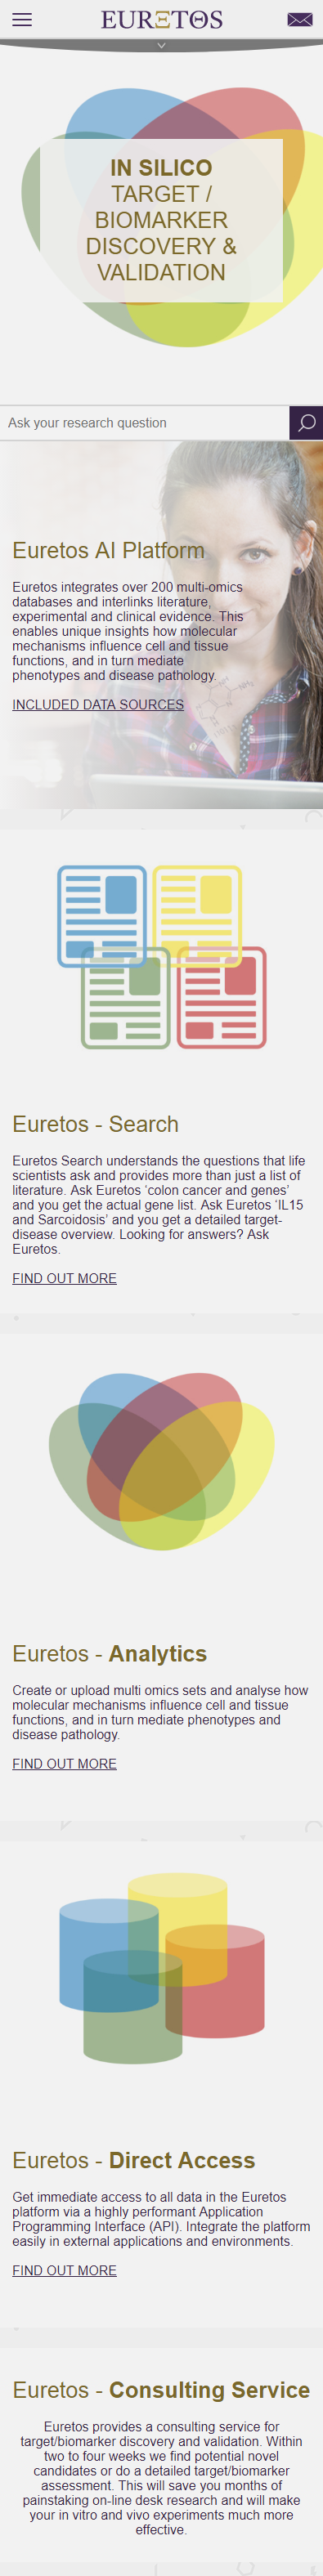 EURΞTΘS
IN SILICO
TARGET /
BIOMARKER
DISCOVERY &
VALIDATION
Ask your research question
Euretos AI Platform
Euretos integrates over 200 multi-omics
databases and interlinks literature,
experimental and clinical evidence. This
enables unique insights how molecular
mechanisms influence cell and tissue
functions, and in turn mediate
phenotypes and disease pathology.
INCLUDED DATA SOURCES
Euretos - Search
Euretos Search understands the questions that life
scientists ask and provides more than just a list of
literature. Ask Euretos ‘colon cancer and genes’
and you get the actual gene list. Ask Euretos ‘IL15
and Sarcoidosis’ and you get a detailed target-
disease overview. Looking for answers? Ask
Euretos.
FIND OUT MORE
Euretos - Analytics
Create or upload multi omics sets and analyse how
molecular mechanisms influence cell and tissue
functions, and in turn mediate phenotypes and
disease pathology.
FIND OUT MORE
Euretos - Direct Access
Get immediate access to all data in the Euretos
platform via a highly performant Application
Programming Interface (API). Integrate the platform
easily in external applications and environments.
FIND OUT MORE
Euretos - Consulting Service
Euretos provides a consulting service for
target/biomarker discovery and validation. Within
two to four weeks we find potential novel
candidates or do a detailed target/biomarker
assessment. This will save you months of
painstaking on-line desk research and will make
your in vitro and vivo experiments much more
effective.